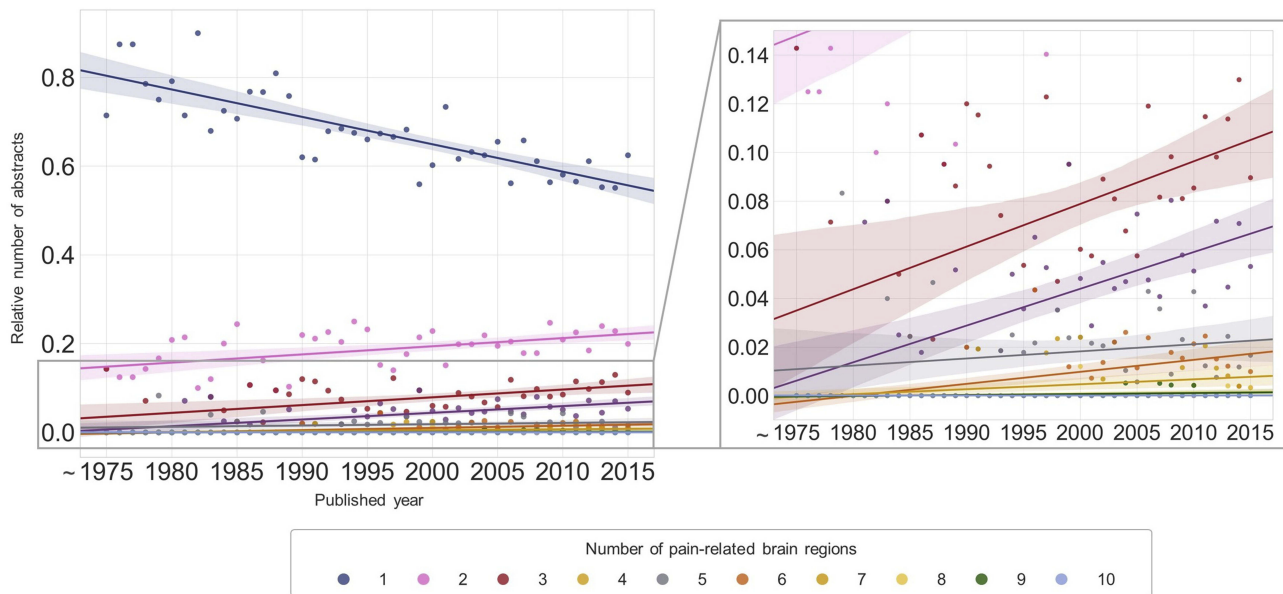 0.8
0.6
0.4
0.2
0.0
Relative number of abstracts
~1975 1980 1985 1990 1995 2000 2005 2010 2015
Published year
0.14
0.12
0.10
0.08
0.06
0.04
0.02
0.00
~1975 1980 1985 1990 1995 2000 2005 2010 2015
Number of pain-related brain regions
1 2 3 4 5 6 7 8 9 10